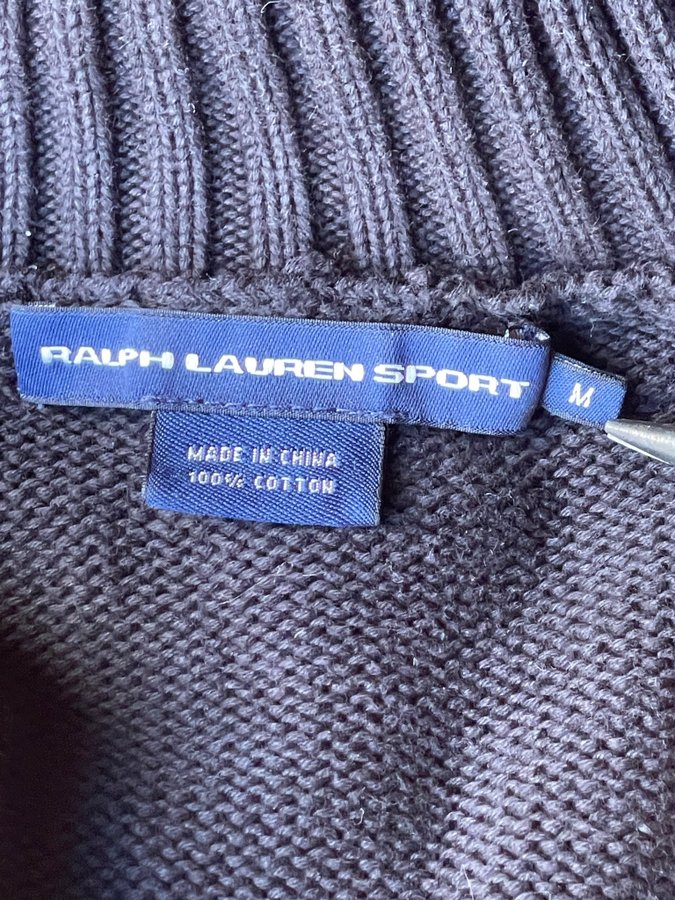 RALPH LAUREN SPORT
M
MADE IN CHINA
100% COTTON